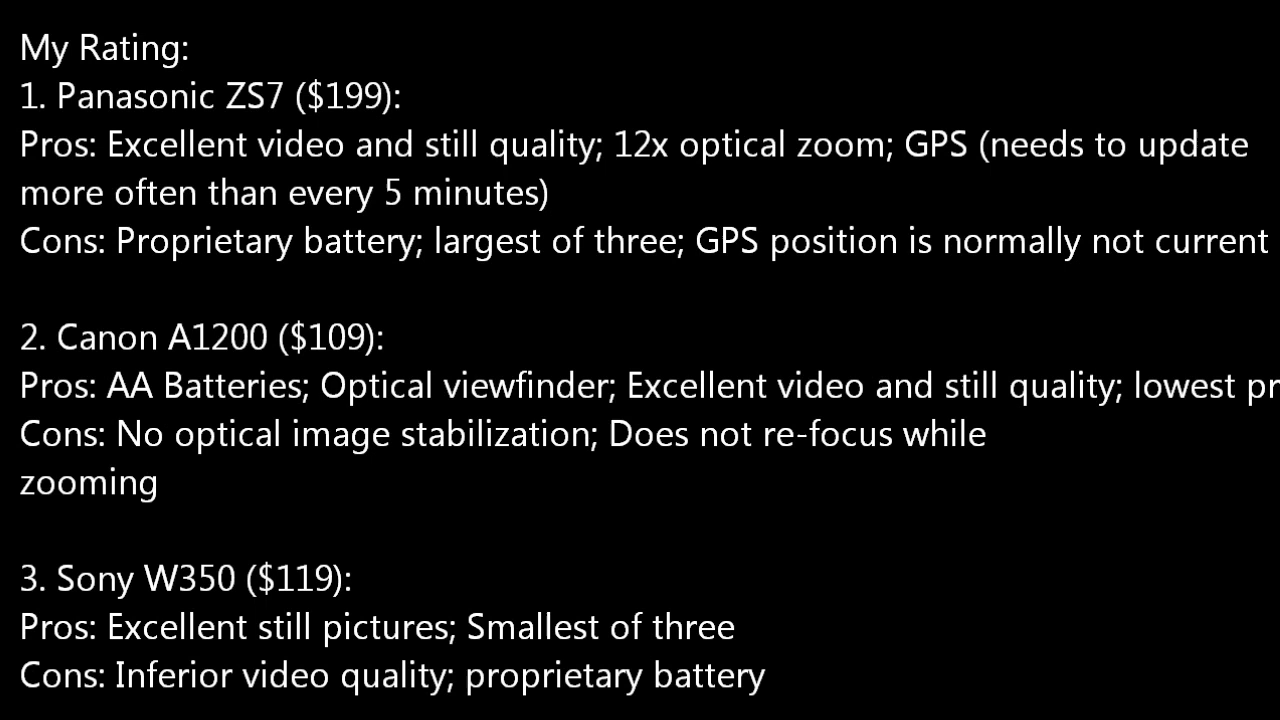 My Rating:
1. Panasonic ZS7 ($199):
Pros: Excellent video and still quality; 12x optical zoom; GPS (needs to update
more often than every 5 minutes)
Cons: Proprietary battery; largest of three; GPS position is normally not current
2. Canon A1200 ($109):
Pros: AA Batteries; Optical viewfinder; Excellent video and still quality; lowest
Cons: No optical image stabilization; Does not re-focus while
zooming
3. Sony W350 ($119):
Pros: Excellent still pictures; Smallest of three
Cons: Inferior video quality; proprietary battery